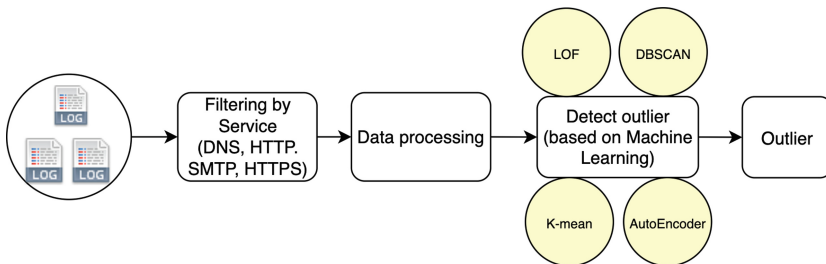 LOG
LOG
LOG
Filtering by
Service
(DNS, HTTP.
SMTP, HTTPS)
Data processing
LOF
DBSCAN
Detect outlier
(based on Machine
Learning)
K-mean
AutoEncoder
Outlier